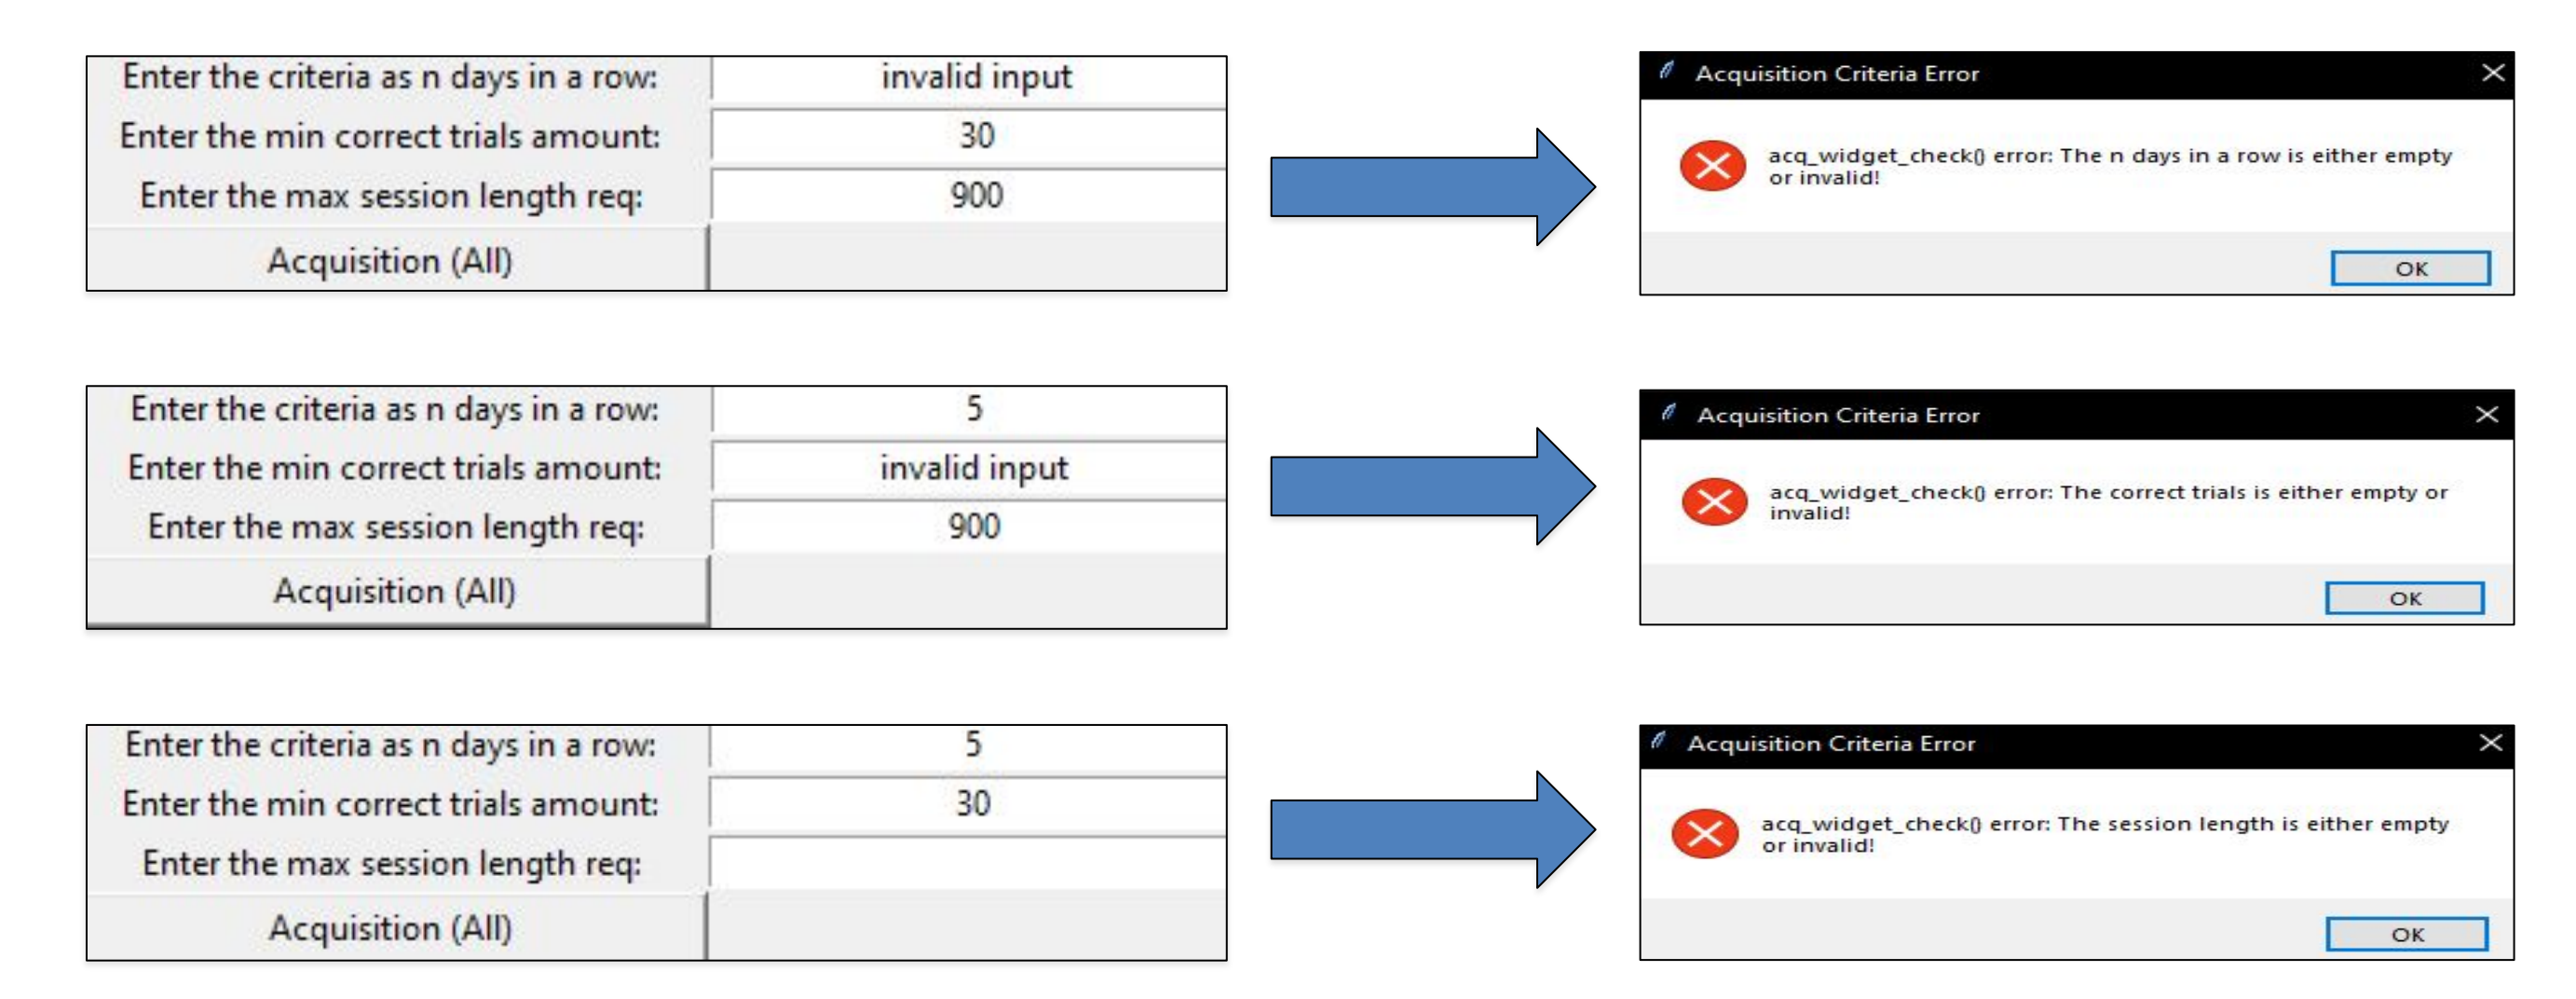 Enter the criteria as n days in a row: invalid input
Enter the min correct trials amount: 30
Enter the max session length req: 900
Acquisition (All)
Acquisition Criteria Error
acq_widget_check() error: The n days in a row is either empty
or invalid!
OK
Enter the criteria as n days in a row: 5
Enter the min correct trials amount: invalid input
Enter the max session length req: 900
Acquisition (All)
Acquisition Criteria Error
acq_widget_check() error: The correct trials is either empty or
invalid!
OK
Enter the criteria as n days in a row: 5
Enter the min correct trials amount: 30
Enter the max session length req:
Acquisition (All)
Acquisition Criteria Error
acq_widget_check() error: The session length is either empty
or invalid!
OK